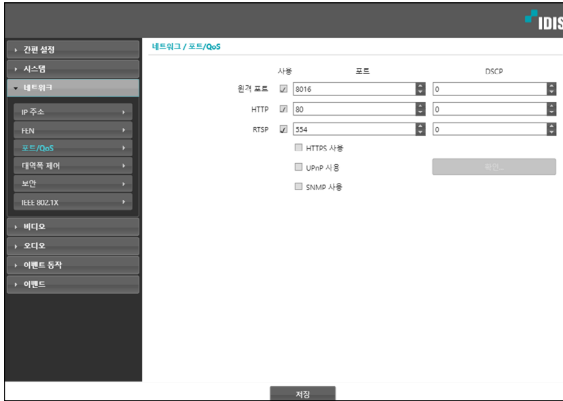 IDIS
간편 설정
시스템
네트워크
IP 주소
FEN
포트/QoS
대역폭 제어
보안
IEEE 802.1X
비디오
오디오
이벤트 동작
이벤트
네트워크 / 포트/QoS
사용 포트 DSCP
원격 포트 8016 0
HTTP 80 0
RTSP 554 0
HTTPS 사용
UPnP 사용
SNMP 사용
저장